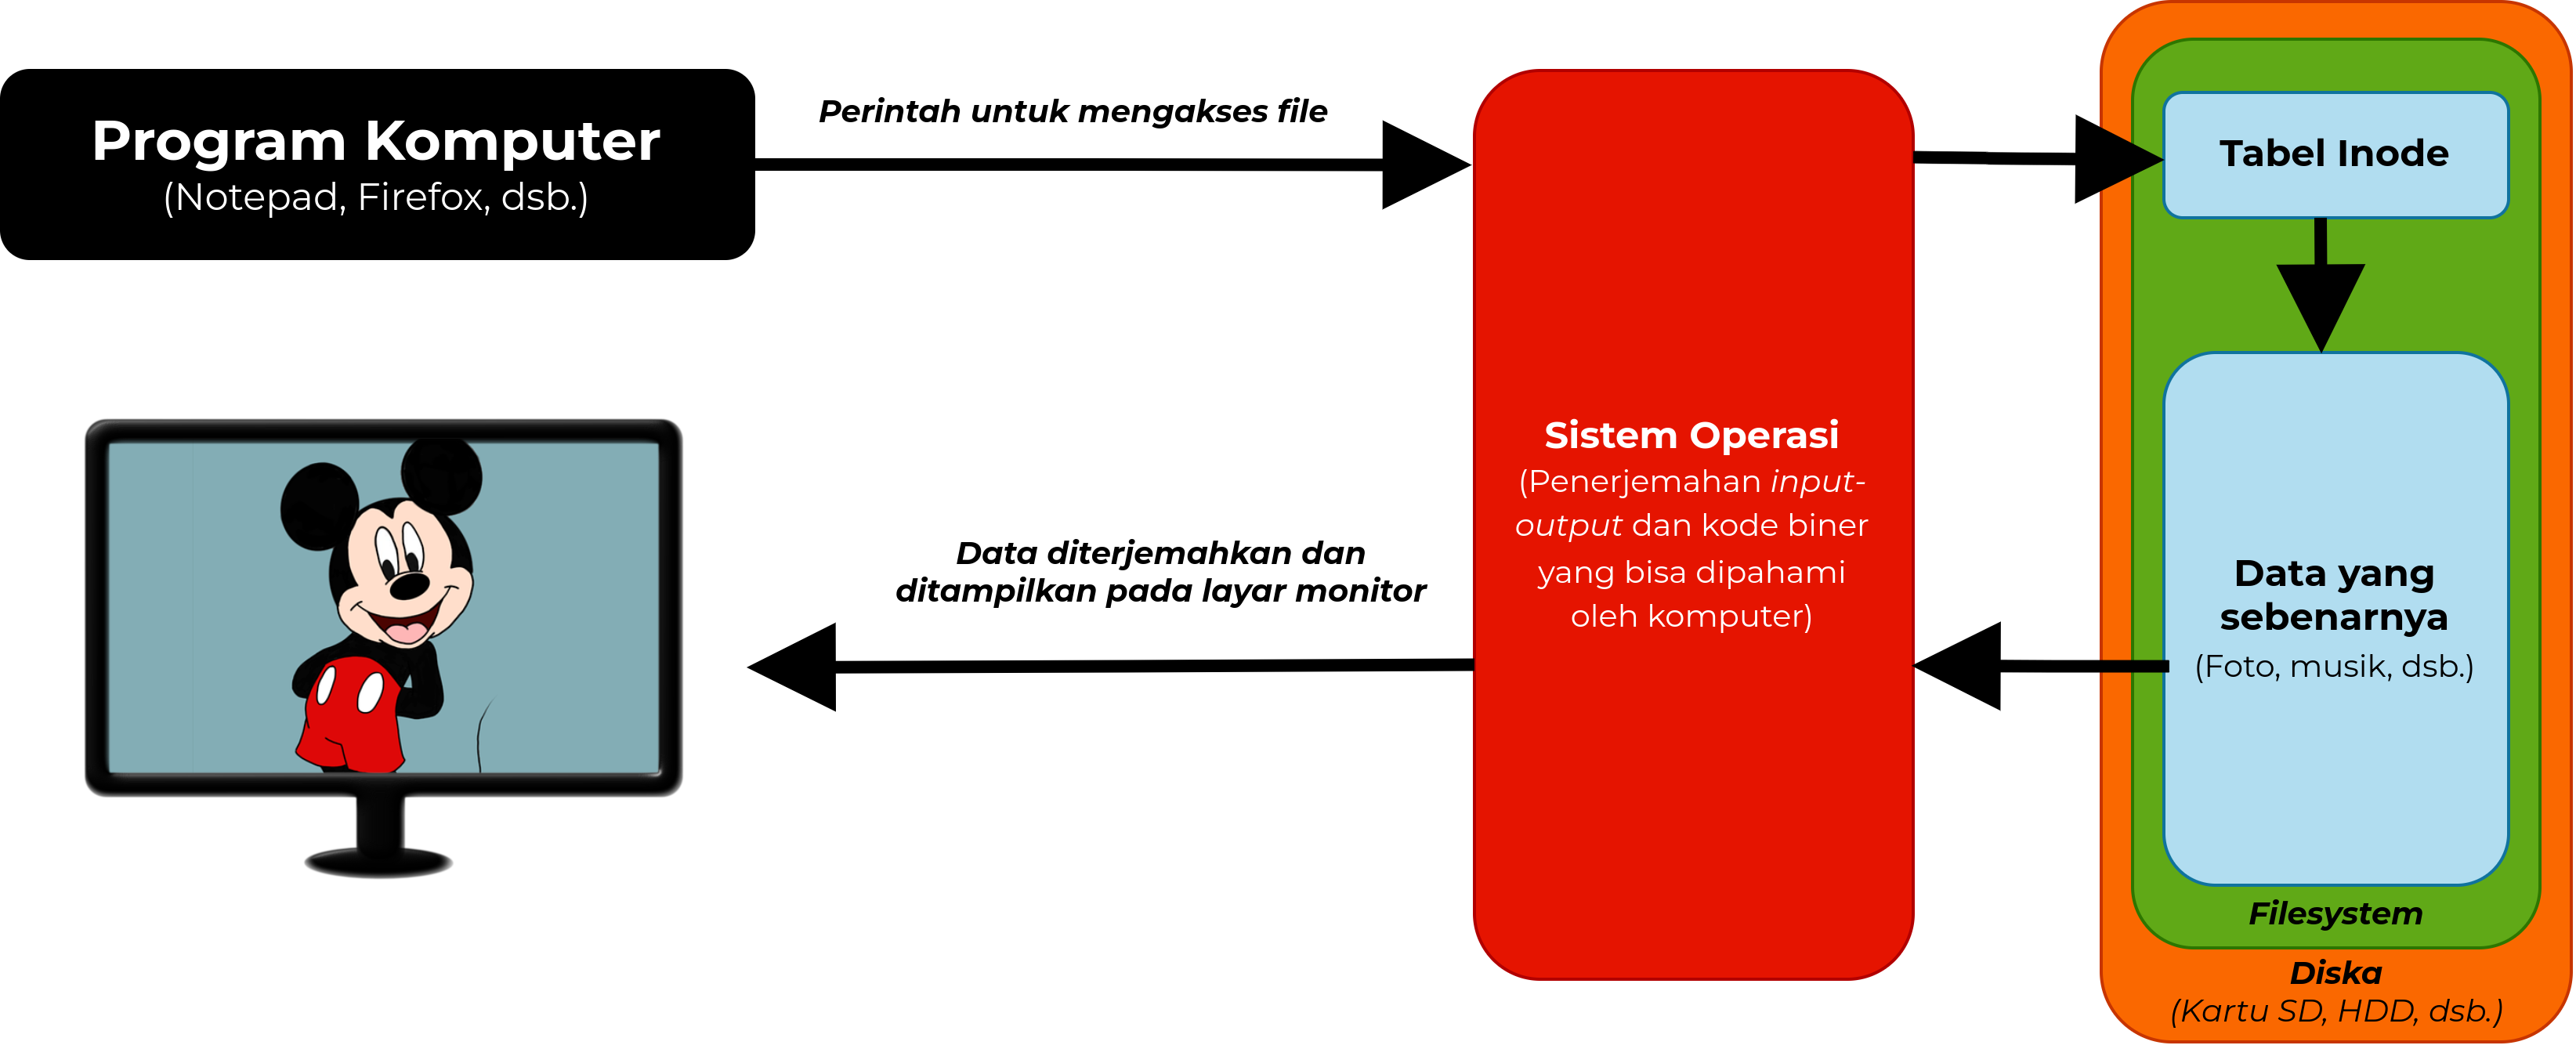 Program Komputer
(Notepad, Firefox, dsb.)
Perintah untuk mengakses file
Tabel Inode
Sistem Operasi
(Penerjemahan input-
output dan kode biner
yang bisa dipahami
oleh komputer)
Data diterjemahkan dan
ditampilkan pada layar monitor
Data yang
sebenarnya
(Foto, musik, dsb.)
Filesystem
Diska
(Kartu SD, HDD, dsb.)